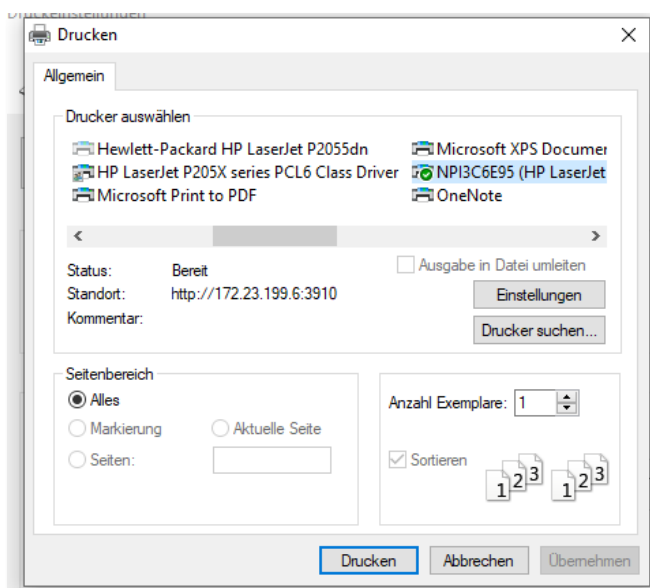 Druckeinstellungen
Drucken
Allgemein
Drucker auswählen
Hewlett-Packard HP LaserJet P2055dn
Microsoft XPS Documer
HP LaserJet P205X series PCL6 Class Driver
NPI3C6E95 (HP LaserJet
Microsoft Print to PDF
OneNote
Status: Bereit
Ausgabe in Datei umleiten
Standort: http://172.23.199.6:3910
Einstellungen
Kommentar:
Drucker suchen...
Seitenbereich
Alles
Anzahl Exemplare: 1
Markierung
Aktuelle Seite
Seiten:
Sortieren
1 2 3 1 2 3
Drucken
Abbrechen
Übernehmen